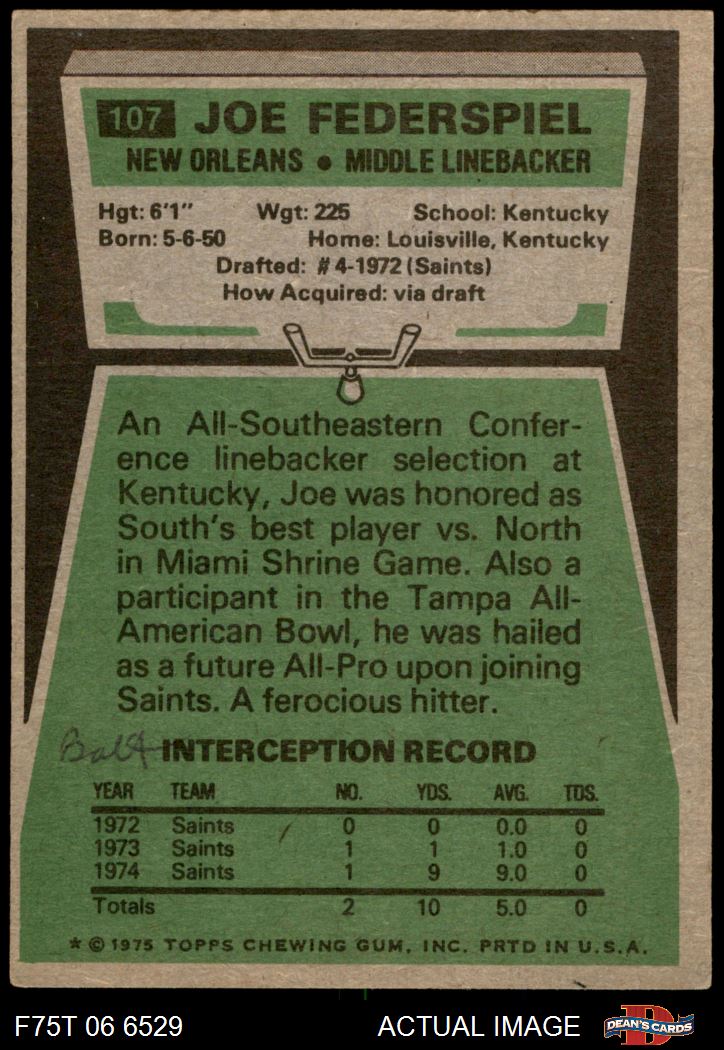 107 JOE FEDERSPIEL
NEW ORLEANS • MIDDLE LINEBACKER
Hgt: 6'1" Wgt: 225 School: Kentucky
Born: 5-6-50 Home: Louisville, Kentucky
Drafted: #4-1972 (Saints)
How Acquired: via draft
An All-Southeastern Confer-
ence linebacker selection at
Kentucky, Joe was honored as
South's best player vs. North
in Miami Shrine Game. Also a
participant in the Tampa All-
American Bowl, he was hailed
as a future All-Pro upon joining
Saints. A ferocious hitter.
Balt INTERCEPTION RECORD
YEAR TEAM NO. YDS. AVG. TDS.
1972 Saints 0 0 0.0 0
1973 Saints 1 1 1.0 0
1974 Saints 1 9 9.0 0
Totals 2 10 5.0 0
* © 1975 TOPPS CHEWING GUM, INC. PRTD IN U.S.A.
F75T 06 6529 ACTUAL IMAGE D DEAN'S CARDS